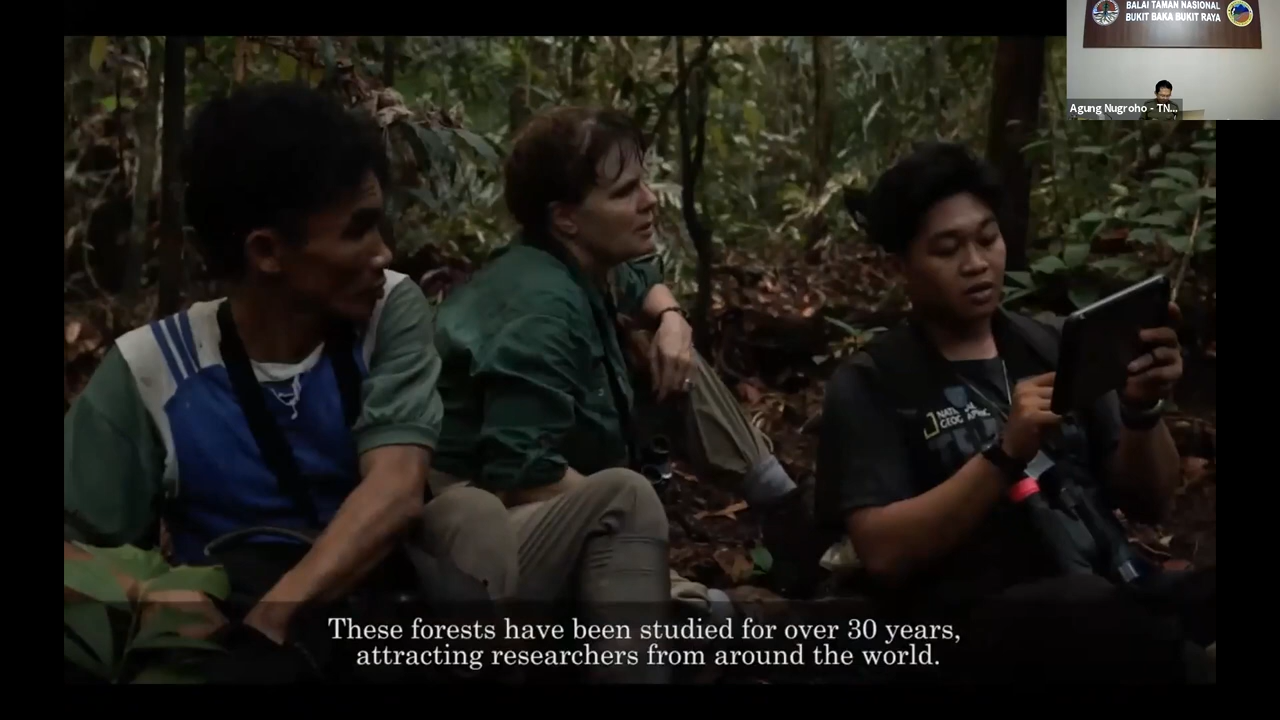 BALAI TAMAN NASIONAL
BUKIT BAKA BUKIT RAYA
Agung Nugroho - TN...
GEOGRAPHIC
These forests have been studied for over 30 years,
attracting researchers from around the world.